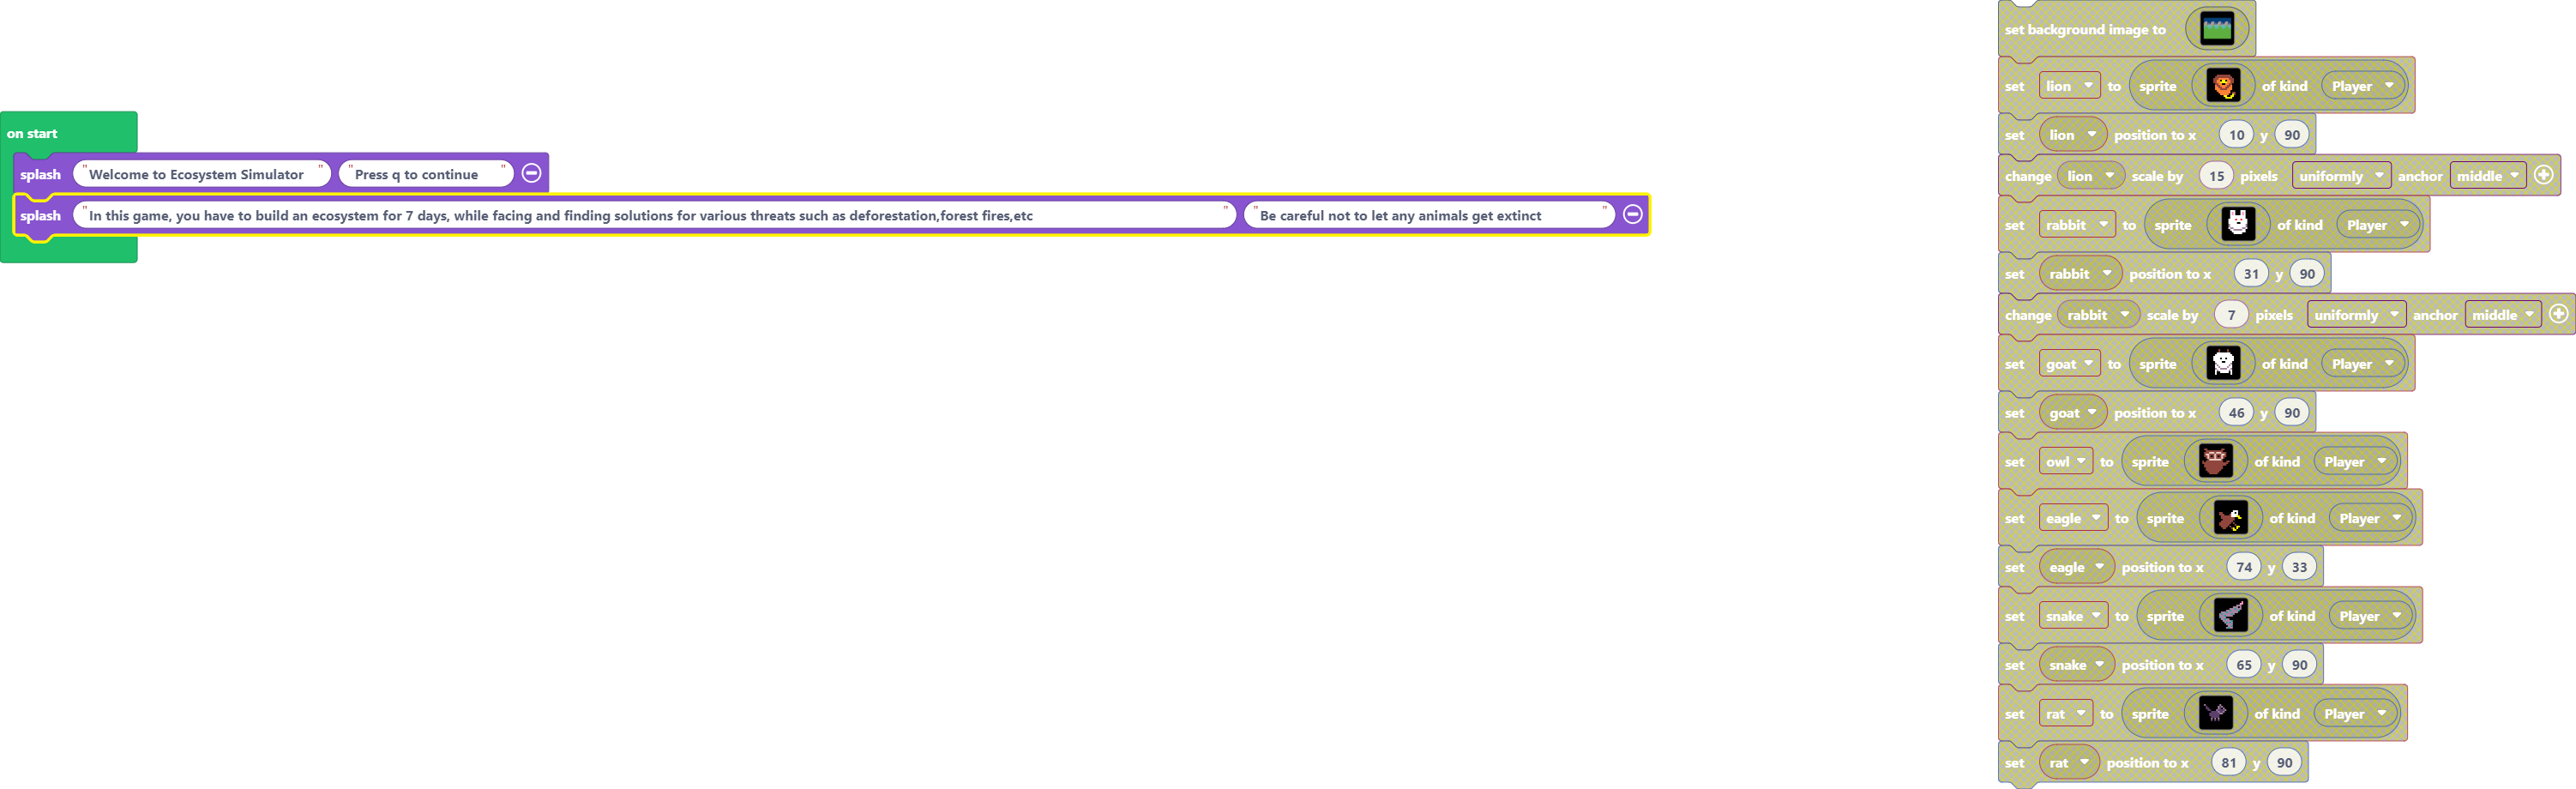 on start
splash "Welcome to Ecosystem Simulator" "Press q to continue"
splash "In this game, you have to build an ecosystem for 7 days, while facing and finding solutions for various threats such as deforestation,forest fires,etc" "Be careful not to let any animals get extinct"
set background image to
set lion to sprite of kind Player
set lion position to x 10 y 90
change lion scale by 15 pixels uniformly anchor middle
set rabbit to sprite of kind Player
set rabbit position to x 31 y 90
change rabbit scale by 7 pixels uniformly anchor middle
set goat to sprite of kind Player
set goat position to x 46 y 90
set owl to sprite of kind Player
set eagle to sprite of kind Player
set eagle position to x 74 y 33
set snake to sprite of kind Player
set snake position to x 65 y 90
set rat to sprite of kind Player
set rat position to x 81 y 90